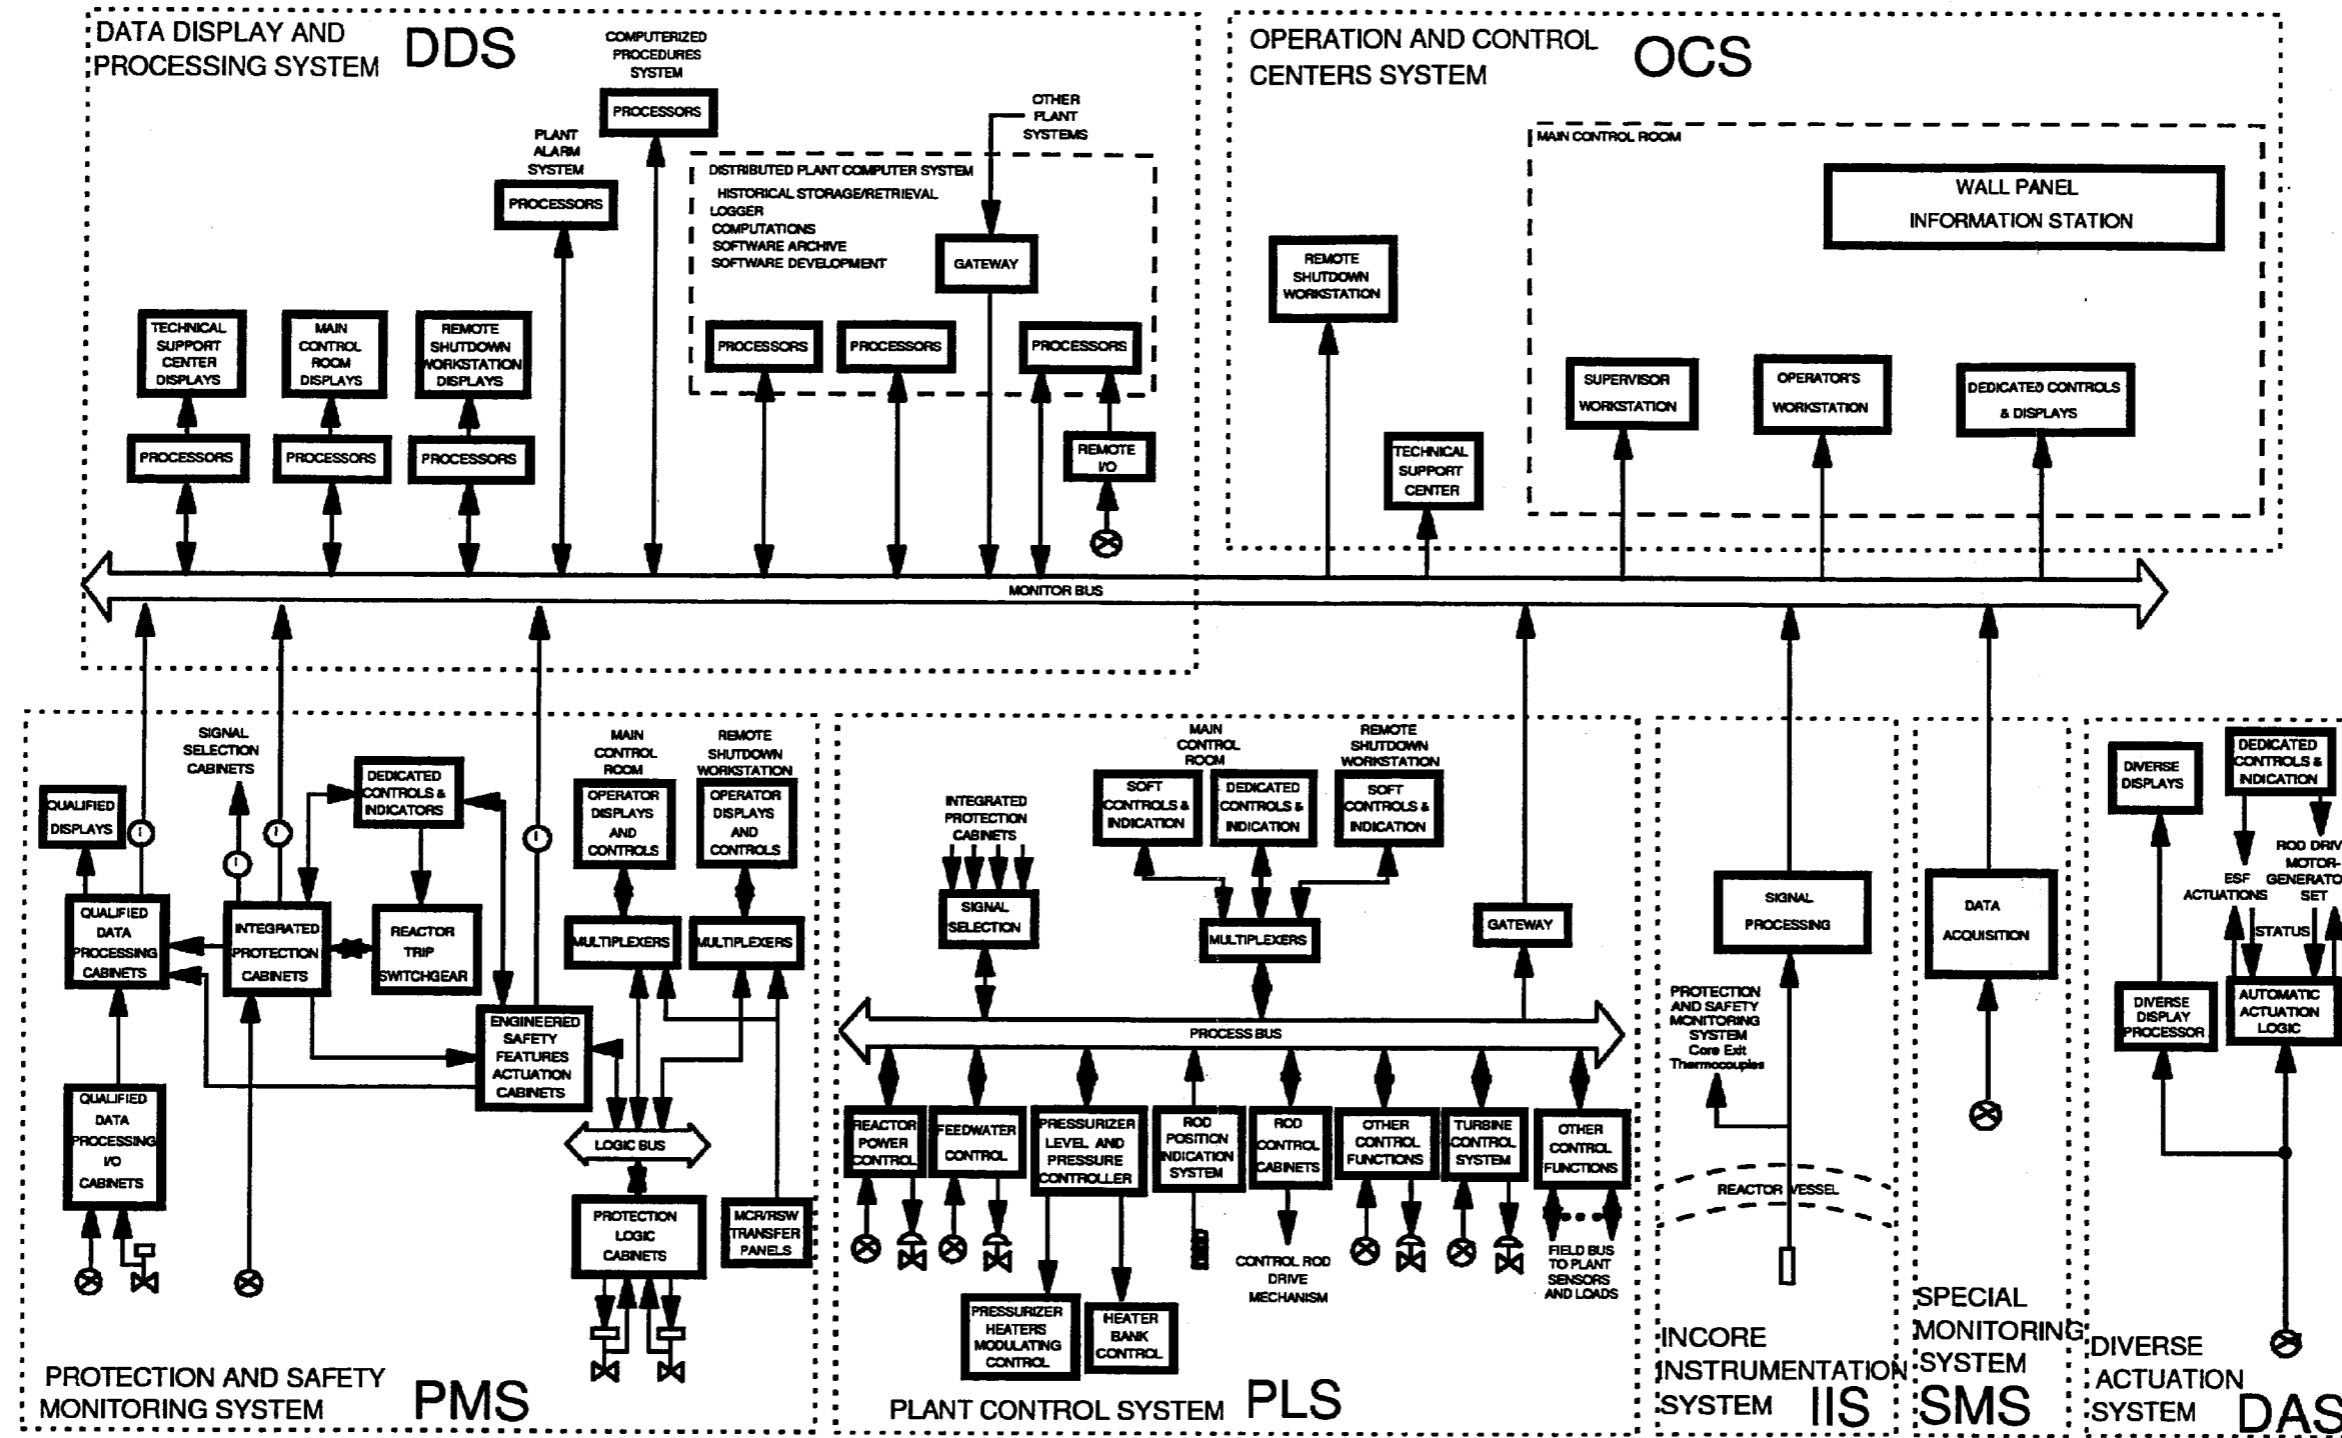 DATA DISPLAY AND
PROCESSING SYSTEM
DDS
COMPUTERIZED
PROCEDURES
SYSTEM
PROCESSORS
PLANT
ALARM
SYSTEM
PROCESSORS
OTHER
PLANT
SYSTEMS
DISTRIBUTED PLANT COMPUTER SYSTEM
HISTORICAL STORAGE/RETRIEVAL
LOGGER
COMPUTATIONS
SOFTWARE ARCHIVE
SOFTWARE DEVELOPMENT
GATEWAY
PROCESSORS
PROCESSORS
PROCESSORS
REMOTE
I/O
TECHNICAL
SUPPORT
CENTER
DISPLAYS
MAIN
CONTROL
ROOM
DISPLAYS
REMOTE
SHUTDOWN
WORKSTATION
DISPLAYS
PROCESSORS
PROCESSORS
PROCESSORS
OPERATION AND CONTROL
CENTERS SYSTEM
OCS
MAIN CONTROL ROOM
WALL PANEL
INFORMATION STATION
REMOTE
SHUTDOWN
WORKSTATION
TECHNICAL
SUPPORT
CENTER
SUPERVISOR
WORKSTATION
OPERATOR'S
WORKSTATION
DEDICATED CONTROLS
& DISPLAYS
MONITOR BUS
SIGNAL
SELECTION
CABINETS
QUALIFIED
DISPLAYS
DEDICATED
CONTROLS &
INDICATORS
MAIN
CONTROL
ROOM
OPERATOR
DISPLAYS
AND
CONTROLS
REMOTE
SHUTDOWN
WORKSTATION
OPERATOR
DISPLAYS
AND
CONTROLS
QUALIFIED
DATA
PROCESSING
CABINETS
INTEGRATED
PROTECTION
CABINETS
REACTOR
TRIP
SWITCHGEAR
MULTIPLEXERS
MULTIPLEXERS
ENGINEERED
SAFETY
FEATURES
ACTUATION
CABINETS
QUALIFIED
DATA
PROCESSING
I/O
CABINETS
LOGIC BUS
PROTECTION
LOGIC
CABINETS
MCR/RSW
TRANSFER
PANELS
PROTECTION AND SAFETY
MONITORING SYSTEM
PMS
INTEGRATED
PROTECTION
CABINETS
SIGNAL
SELECTION
MAIN
CONTROL
ROOM
SOFT
CONTROLS &
INDICATION
DEDICATED
CONTROLS &
INDICATION
REMOTE
SHUTDOWN
WORKSTATION
SOFT
CONTROLS &
INDICATION
MULTIPLEXERS
GATEWAY
PROCESS BUS
REACTOR
POWER
CONTROL
FEEDWATER
CONTROL
PRESSURIZER
LEVEL AND
PRESSURE
CONTROLLER
ROD
POSITION
INDICATION
SYSTEM
ROD
CONTROL
CABINETS
OTHER
CONTROL
FUNCTIONS
TURBINE
CONTROL
SYSTEM
OTHER
CONTROL
FUNCTIONS
CONTROL ROD
DRIVE
MECHANISM
FIELD BUS
TO PLANT
SENSORS
AND LOADS
PRESSURIZER
HEATERS
MODULATING
CONTROL
HEATER
BANK
CONTROL
PLANT CONTROL SYSTEM
PLS
SIGNAL
PROCESSING
PROTECTION
AND SAFETY
MONITORING
SYSTEM
Core Exit
Thermocouples
REACTOR VESSEL
INCORE
INSTRUMENTATION
SYSTEM
IIS
DATA
ACQUISITION
SPECIAL
MONITORING
SYSTEM
SMS
DIVERSE
DISPLAYS
DEDICATED
CONTROLS &
INDICATION
ESF
ACTUATIONS
ROD DRIV
MOTOR-
GENERATO
SET
STATUS
DIVERSE
DISPLAY
PROCESSOR
AUTOMATIC
ACTUATION
LOGIC
DIVERSE
ACTUATION
SYSTEM
DAS